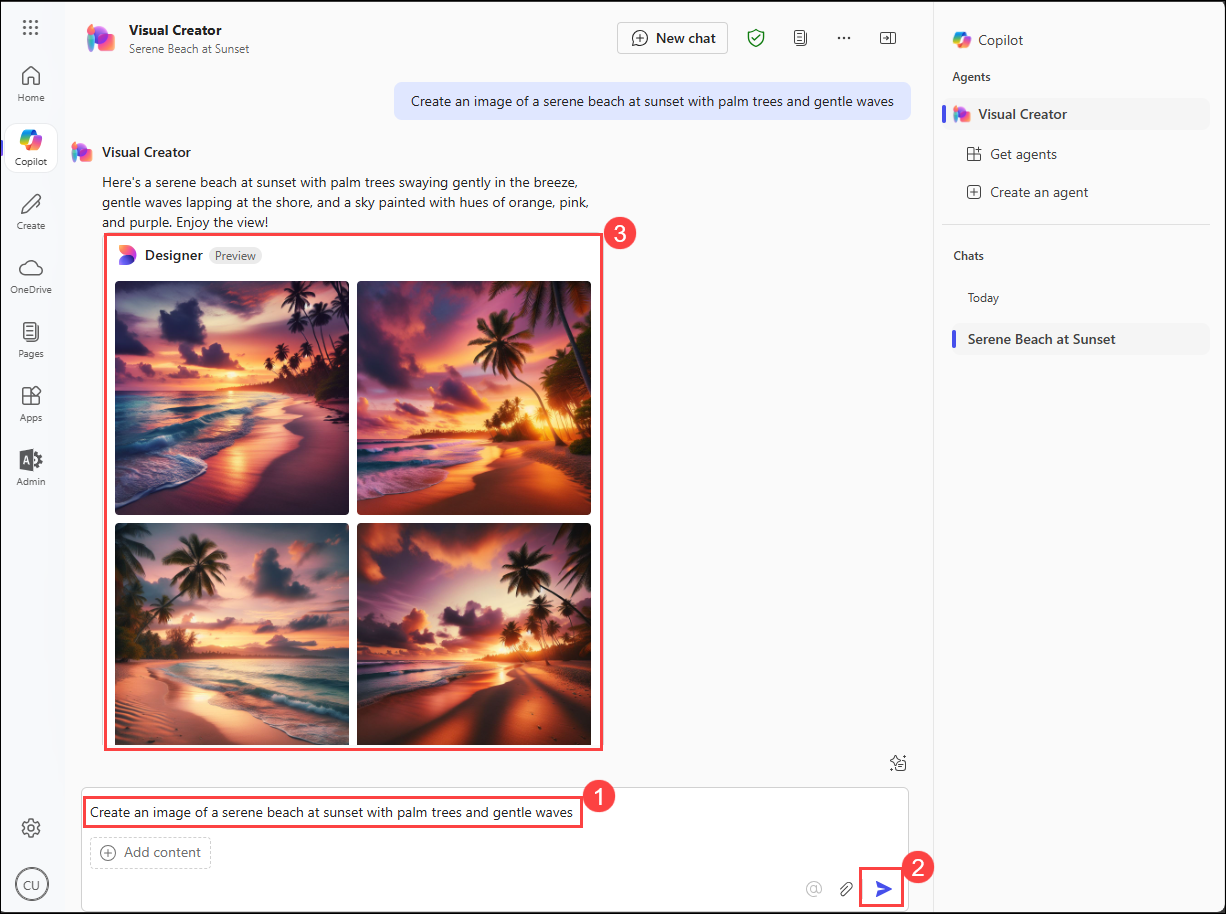 Home
Copilot
Create
OneDrive
Pages
Apps
Admin
CU
Visual Creator
Serene Beach at Sunset
New chat
Create an image of a serene beach at sunset with palm trees and gentle waves
Visual Creator
Here's a serene beach at sunset with palm trees swaying gently in the breeze,
gentle waves lapping at the shore, and a sky painted with hues of orange, pink,
and purple. Enjoy the view!
3
Designer Preview
Create an image of a serene beach at sunset with palm trees and gentle waves
1
Add content
@
2
Copilot
Agents
Visual Creator
Get agents
Create an agent
Chats
Today
Serene Beach at Sunset